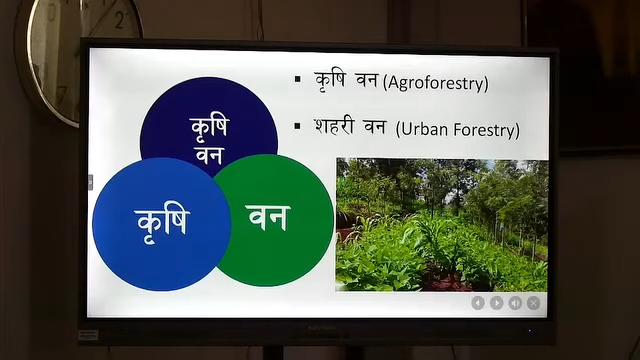 कृषि वन (Agroforestry)
शहरी वन (Urban Forestry)
कृषि
वन
कृषि
वन